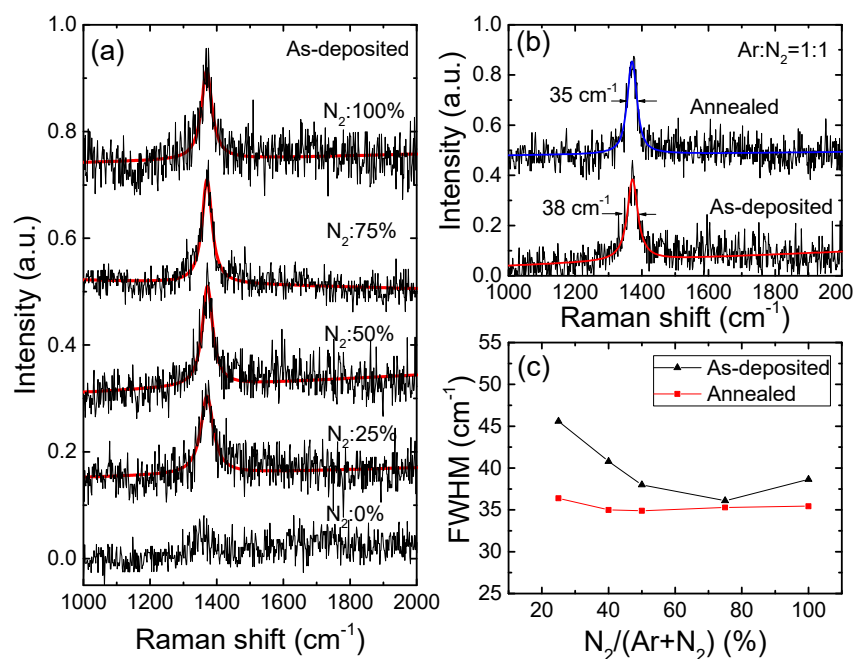 (a)
As-deposited
N₂:100%
N₂:75%
N₂:50%
N₂:25%
N₂:0%
1.0
0.8
0.6
0.4
0.2
0.0
1000 1200 1400 1600 1800 2000
Intensity (a.u.)
Raman shift (cm⁻¹)
(b)
Ar:N₂=1:1
35 cm⁻¹
Annealed
38 cm⁻¹
As-deposited
1.0
0.8
0.6
0.4
0.2
0.0
1000 1200 1400 1600 1800 200
Intensity (a.u.)
Raman shift (cm⁻¹)
(c)
As-deposited
Annealed
55
50
45
40
35
30
25
20 40 60 80 100
FWHM (cm⁻¹)
N₂/(Ar+N₂) (%)